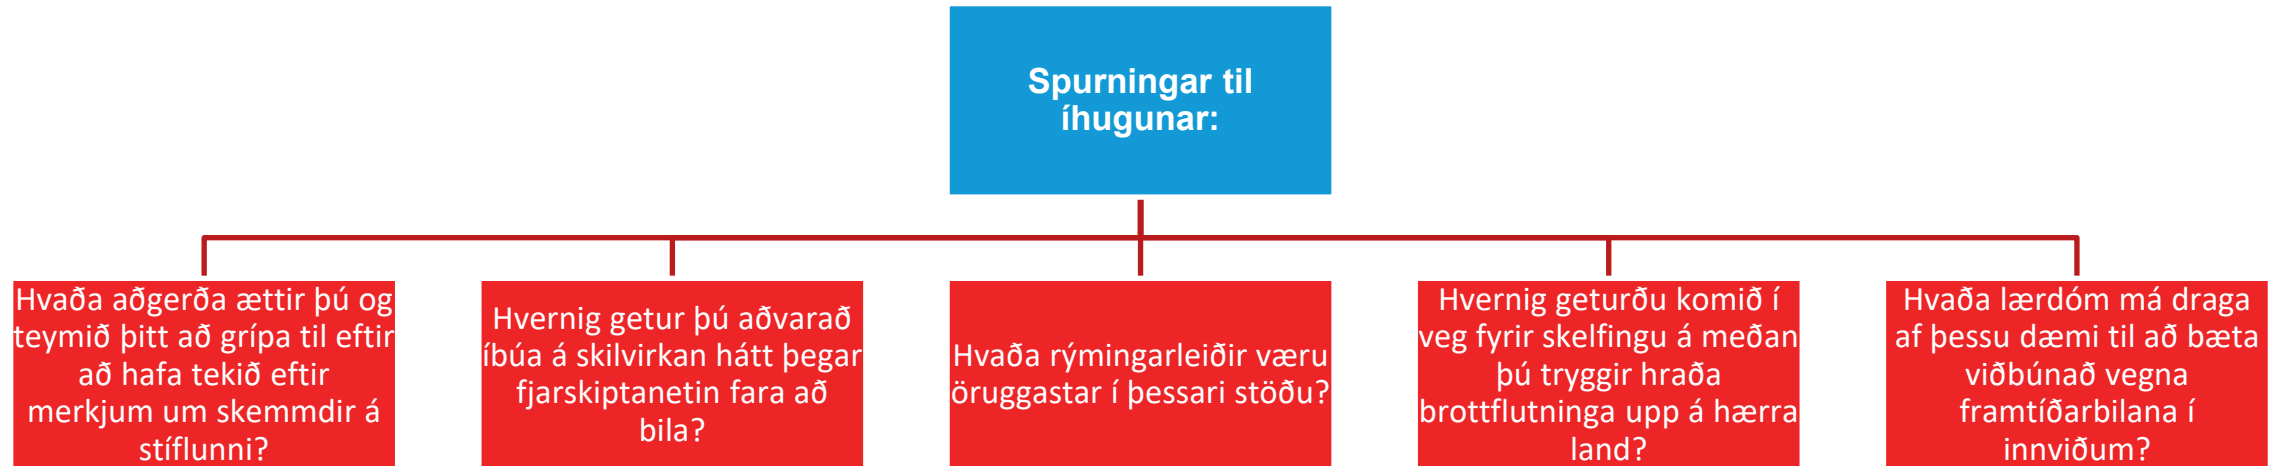 Spurningar til
íhugunar:
Hvaða aðgerða ættir þú og
teymið þitt að grípa til eftir
að hafa tekið eftir
merkjum um skemmdir á
stíflunni?
Hvernig getur þú aðvarað
íbúa á skilvirkan hátt þegar
fjarskiptanetin fara að
bila?
Hvaða rýmingarleiðir væru
öruggastar í þessari stöðu?
Hvernig geturðu komið í
veg fyrir skelfingu á meðan
þú tryggir hraða
brottflutninga upp á hærra
land?
Hvaða lærdóm má draga
af þessu dæmi til að bæta
viðbúnað vegna
framtíðarbilana í
innviðum?